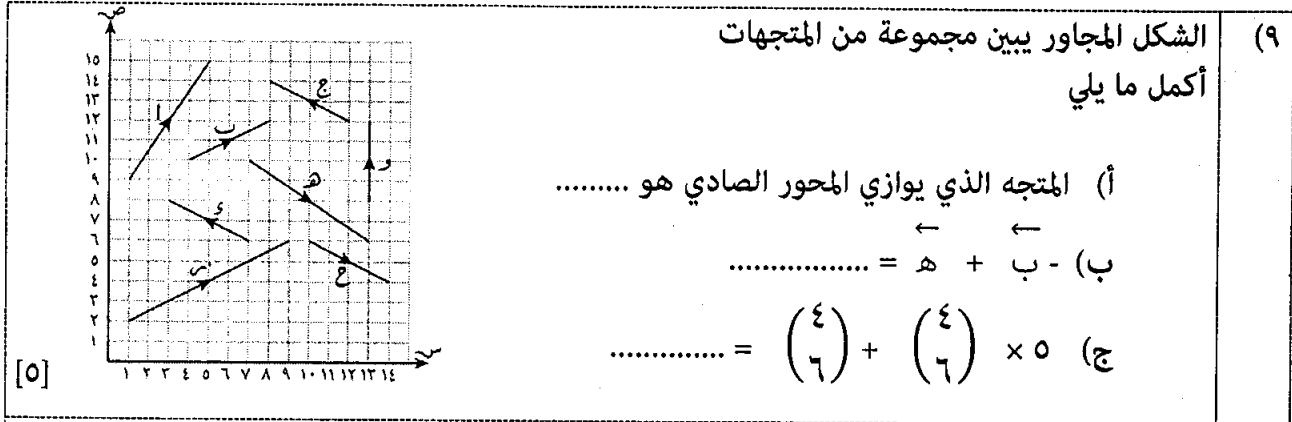 ٩) الشكل المجاور يبين مجموعة من المتجهات
أكمل ما يلي
أ) المتجه الذي يوازي المحور الصادي هو .........
ب) - ب + ه = .................
ج) ٥ × (٤ ٦) + (٤ ٦) = ..............
[٥]
ص
١٥
١٤
١٣
١٢
١١
١٠
٩
٨
٧
٦
٥
٤
٣
٢
١
١ ٢ ٣ ٤ ٥ ٦ ٧ ٨ ٩ ١٠ ١١ ١٢ ١٣ ١٤
س
أ
ب
ج
و
ه
ء
ح